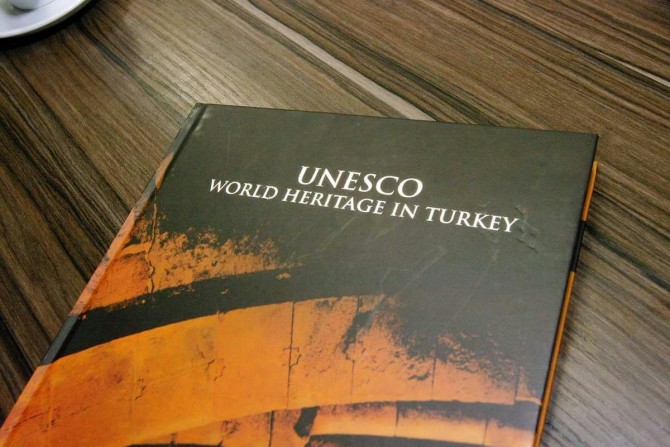 UNESCO
WORLD HERITAGE IN TURKEY